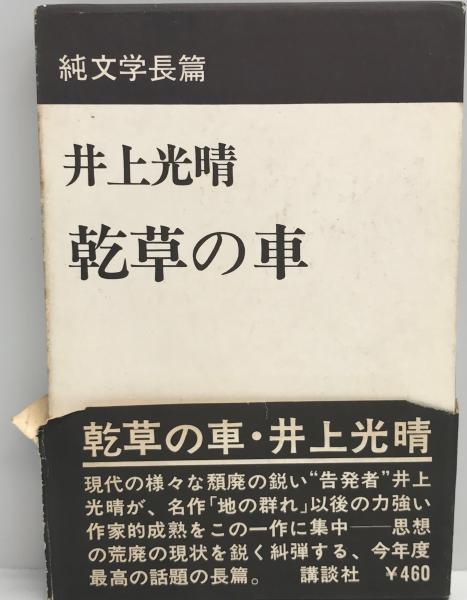 純文学長篇
井上光晴
乾草の車
乾草の車・井上光晴
現代の様々な頽廃の鋭い“告発者”井上
光晴が、名作「地の群れ」以後の力強い
作家的成熟をこの一作に集中――思想
の荒廃の現状を鋭く糾弾する、今年度
最高の話題の長篇。 講談社 ¥460